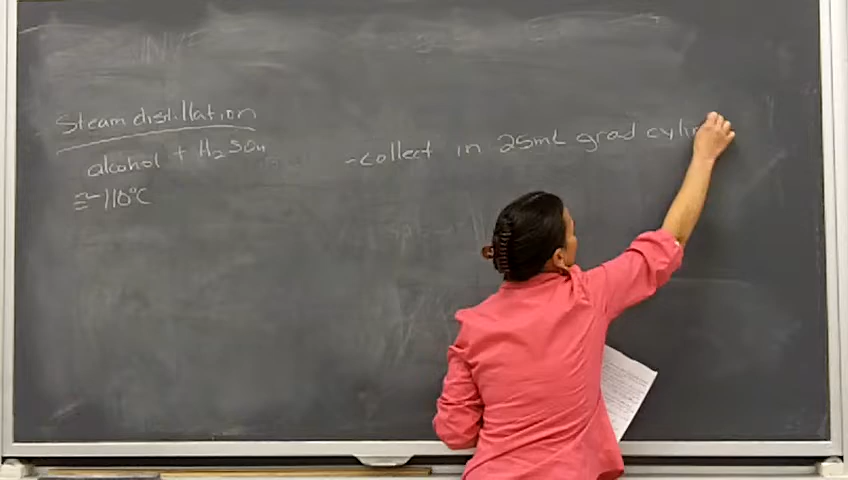 Steam distillation
alcohol + H₂SO₄
≅110°C
-collect in 25mL grad cylin